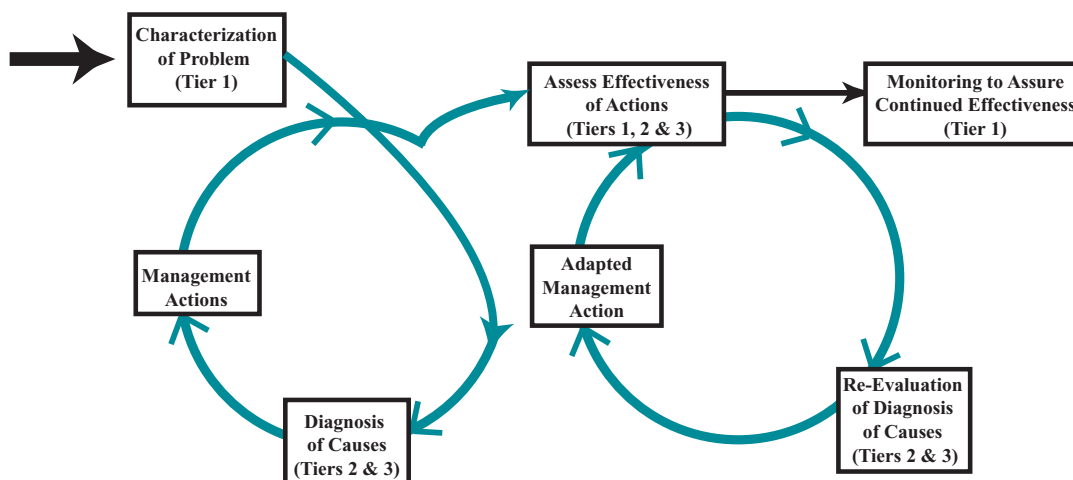 Characterization
of Problem
(Tier 1)
Assess Effectiveness
of Actions
(Tiers 1, 2 & 3)
Monitoring to Assure
Continued Effectiveness
(Tier 1)
Management
Actions
Adapted
Management
Action
Diagnosis
of Causes
(Tiers 2 & 3)
Re-Evaluation
of Diagnosis
of Causes
(Tiers 2 & 3)